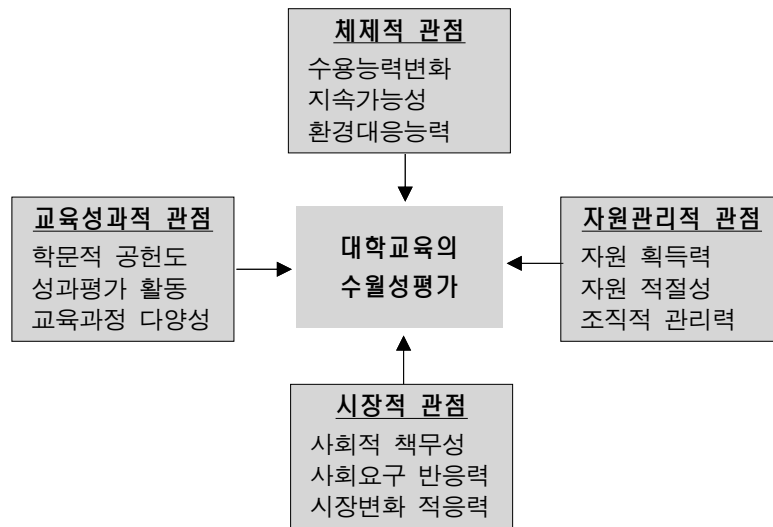 체제적 관점
수용능력변화
지속가능성
환경대응능력
교육성과적 관점
학문적 공헌도
성과평가 활동
교육과정 다양성
대학교육의
수월성평가
자원관리적 관점
자원 획득력
자원 적절성
조직적 관리력
시장적 관점
사회적 책무성
사회요구 반응력
시장변화 적응력